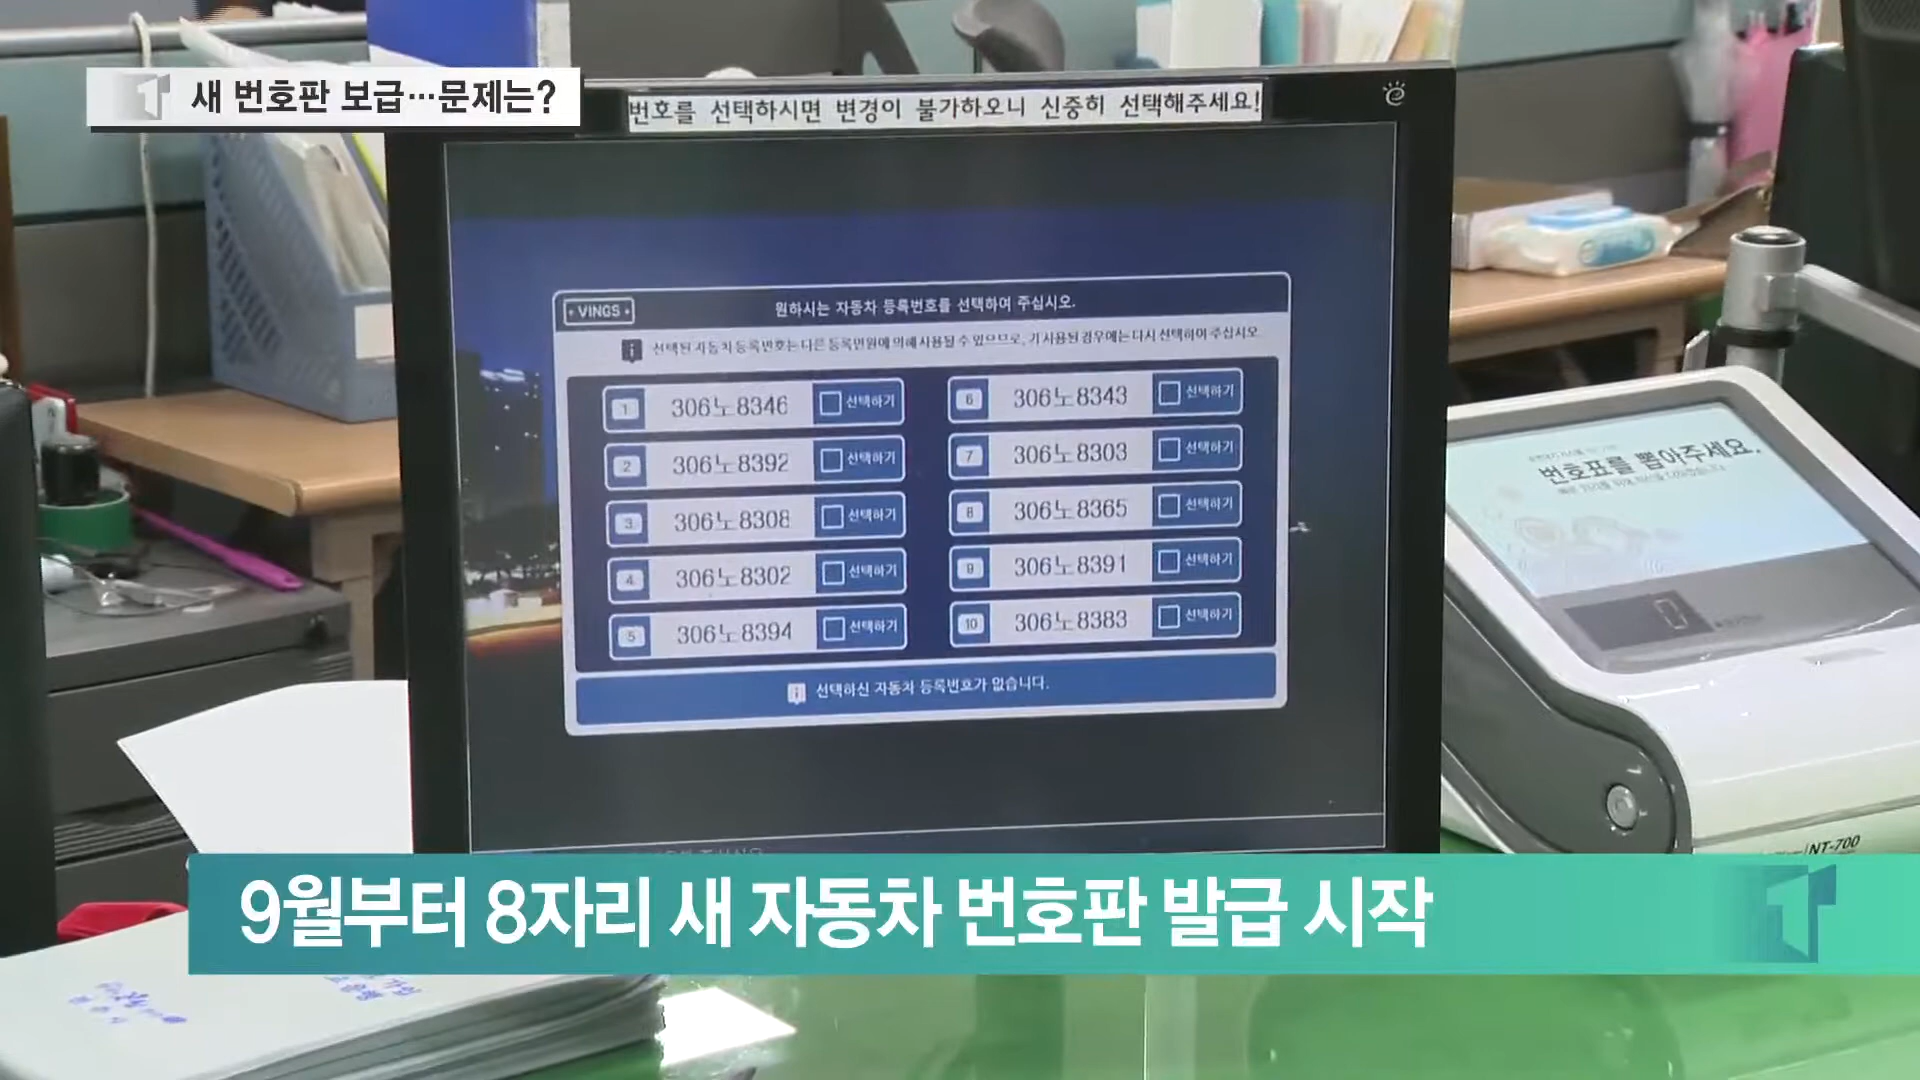 새 번호판 보급…문제는?
번호를 선택하시면 변경이 불가하오니 신중히 선택해주세요!
VINGS
원하시는 자동차 등록번호를 선택하여 주십시오.
선택된 자동차 등록번호는 다른 등록민원에 의해 사용될 수 있으므로, 기 사용된 경우에는 다시 선택하여 주십시오.
1 306노8346 선택하기
2 306노8392 선택하기
3 306노8308 선택하기
4 306노8302 선택하기
5 306노8394 선택하기
6 306노8343 선택하기
7 306노8303 선택하기
8 306노8365 선택하기
9 306노8391 선택하기
10 306노8383 선택하기
선택하신 자동차 등록번호가 없습니다.
번호표를 뽑아주세요.
0
NT-700
9월부터 8자리 새 자동차 번호판 발급 시작